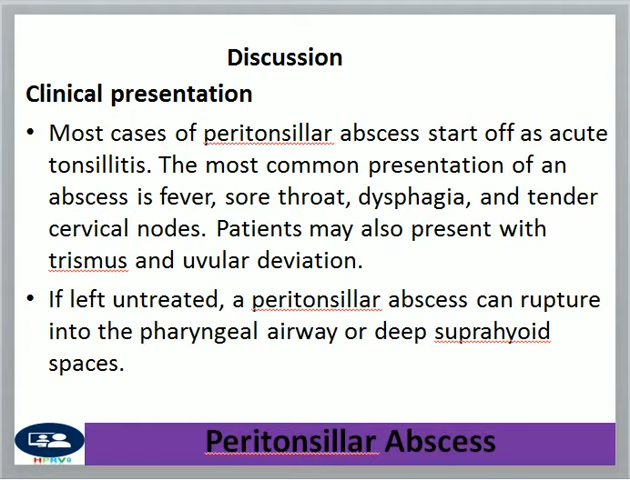 Discussion
Clinical presentation
• Most cases of peritonsillar abscess start off as acute
tonsillitis. The most common presentation of an
abscess is fever, sore throat, dysphagia, and tender
cervical nodes. Patients may also present with
trismus and uvular deviation.
• If left untreated, a peritonsillar abscess can rupture
into the pharyngeal airway or deep suprahyoid
spaces.
Peritonsillar Abscess